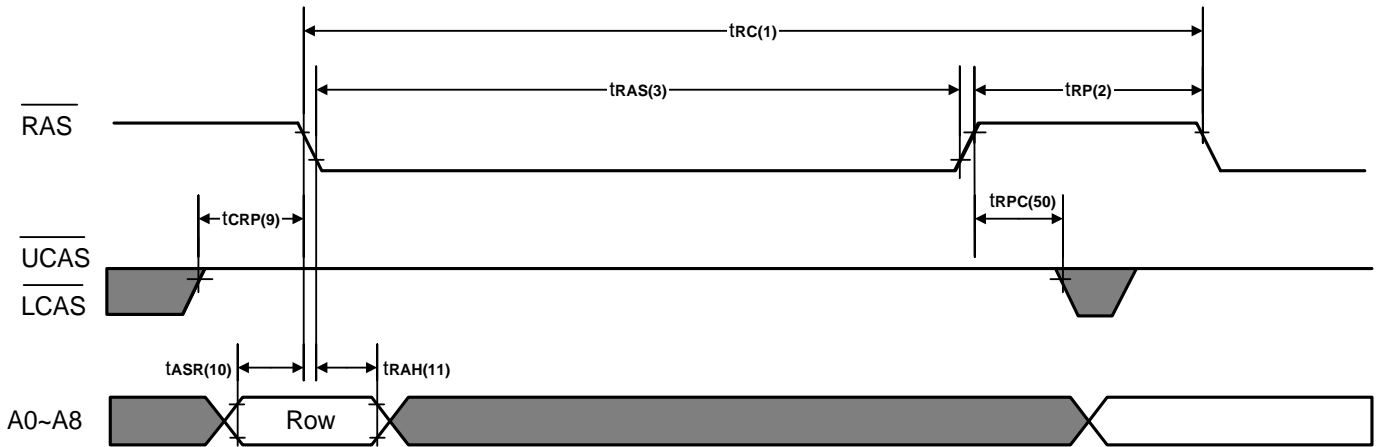 tRC(1)
tRAS(3)
tRP(2)
RAS
tRPC(50)
tCRP(9)
UCAS
LCAS
tASR(10)
tRAH(11)
A0~A8
Row